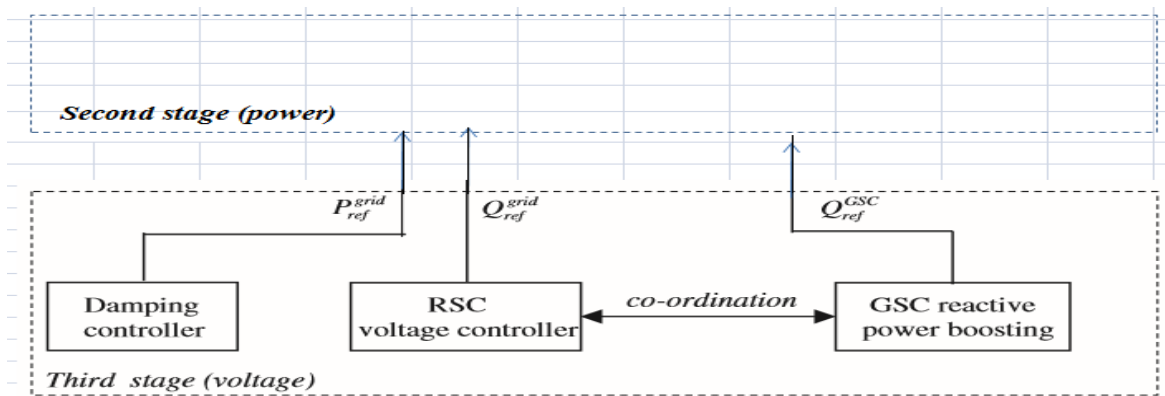 Second stage (power)
P_ref^grid Q_ref^grid Q_ref^GSC
Damping
controller
RSC
voltage controller
co-ordination
GSC reactive
power boosting
Third stage (voltage)